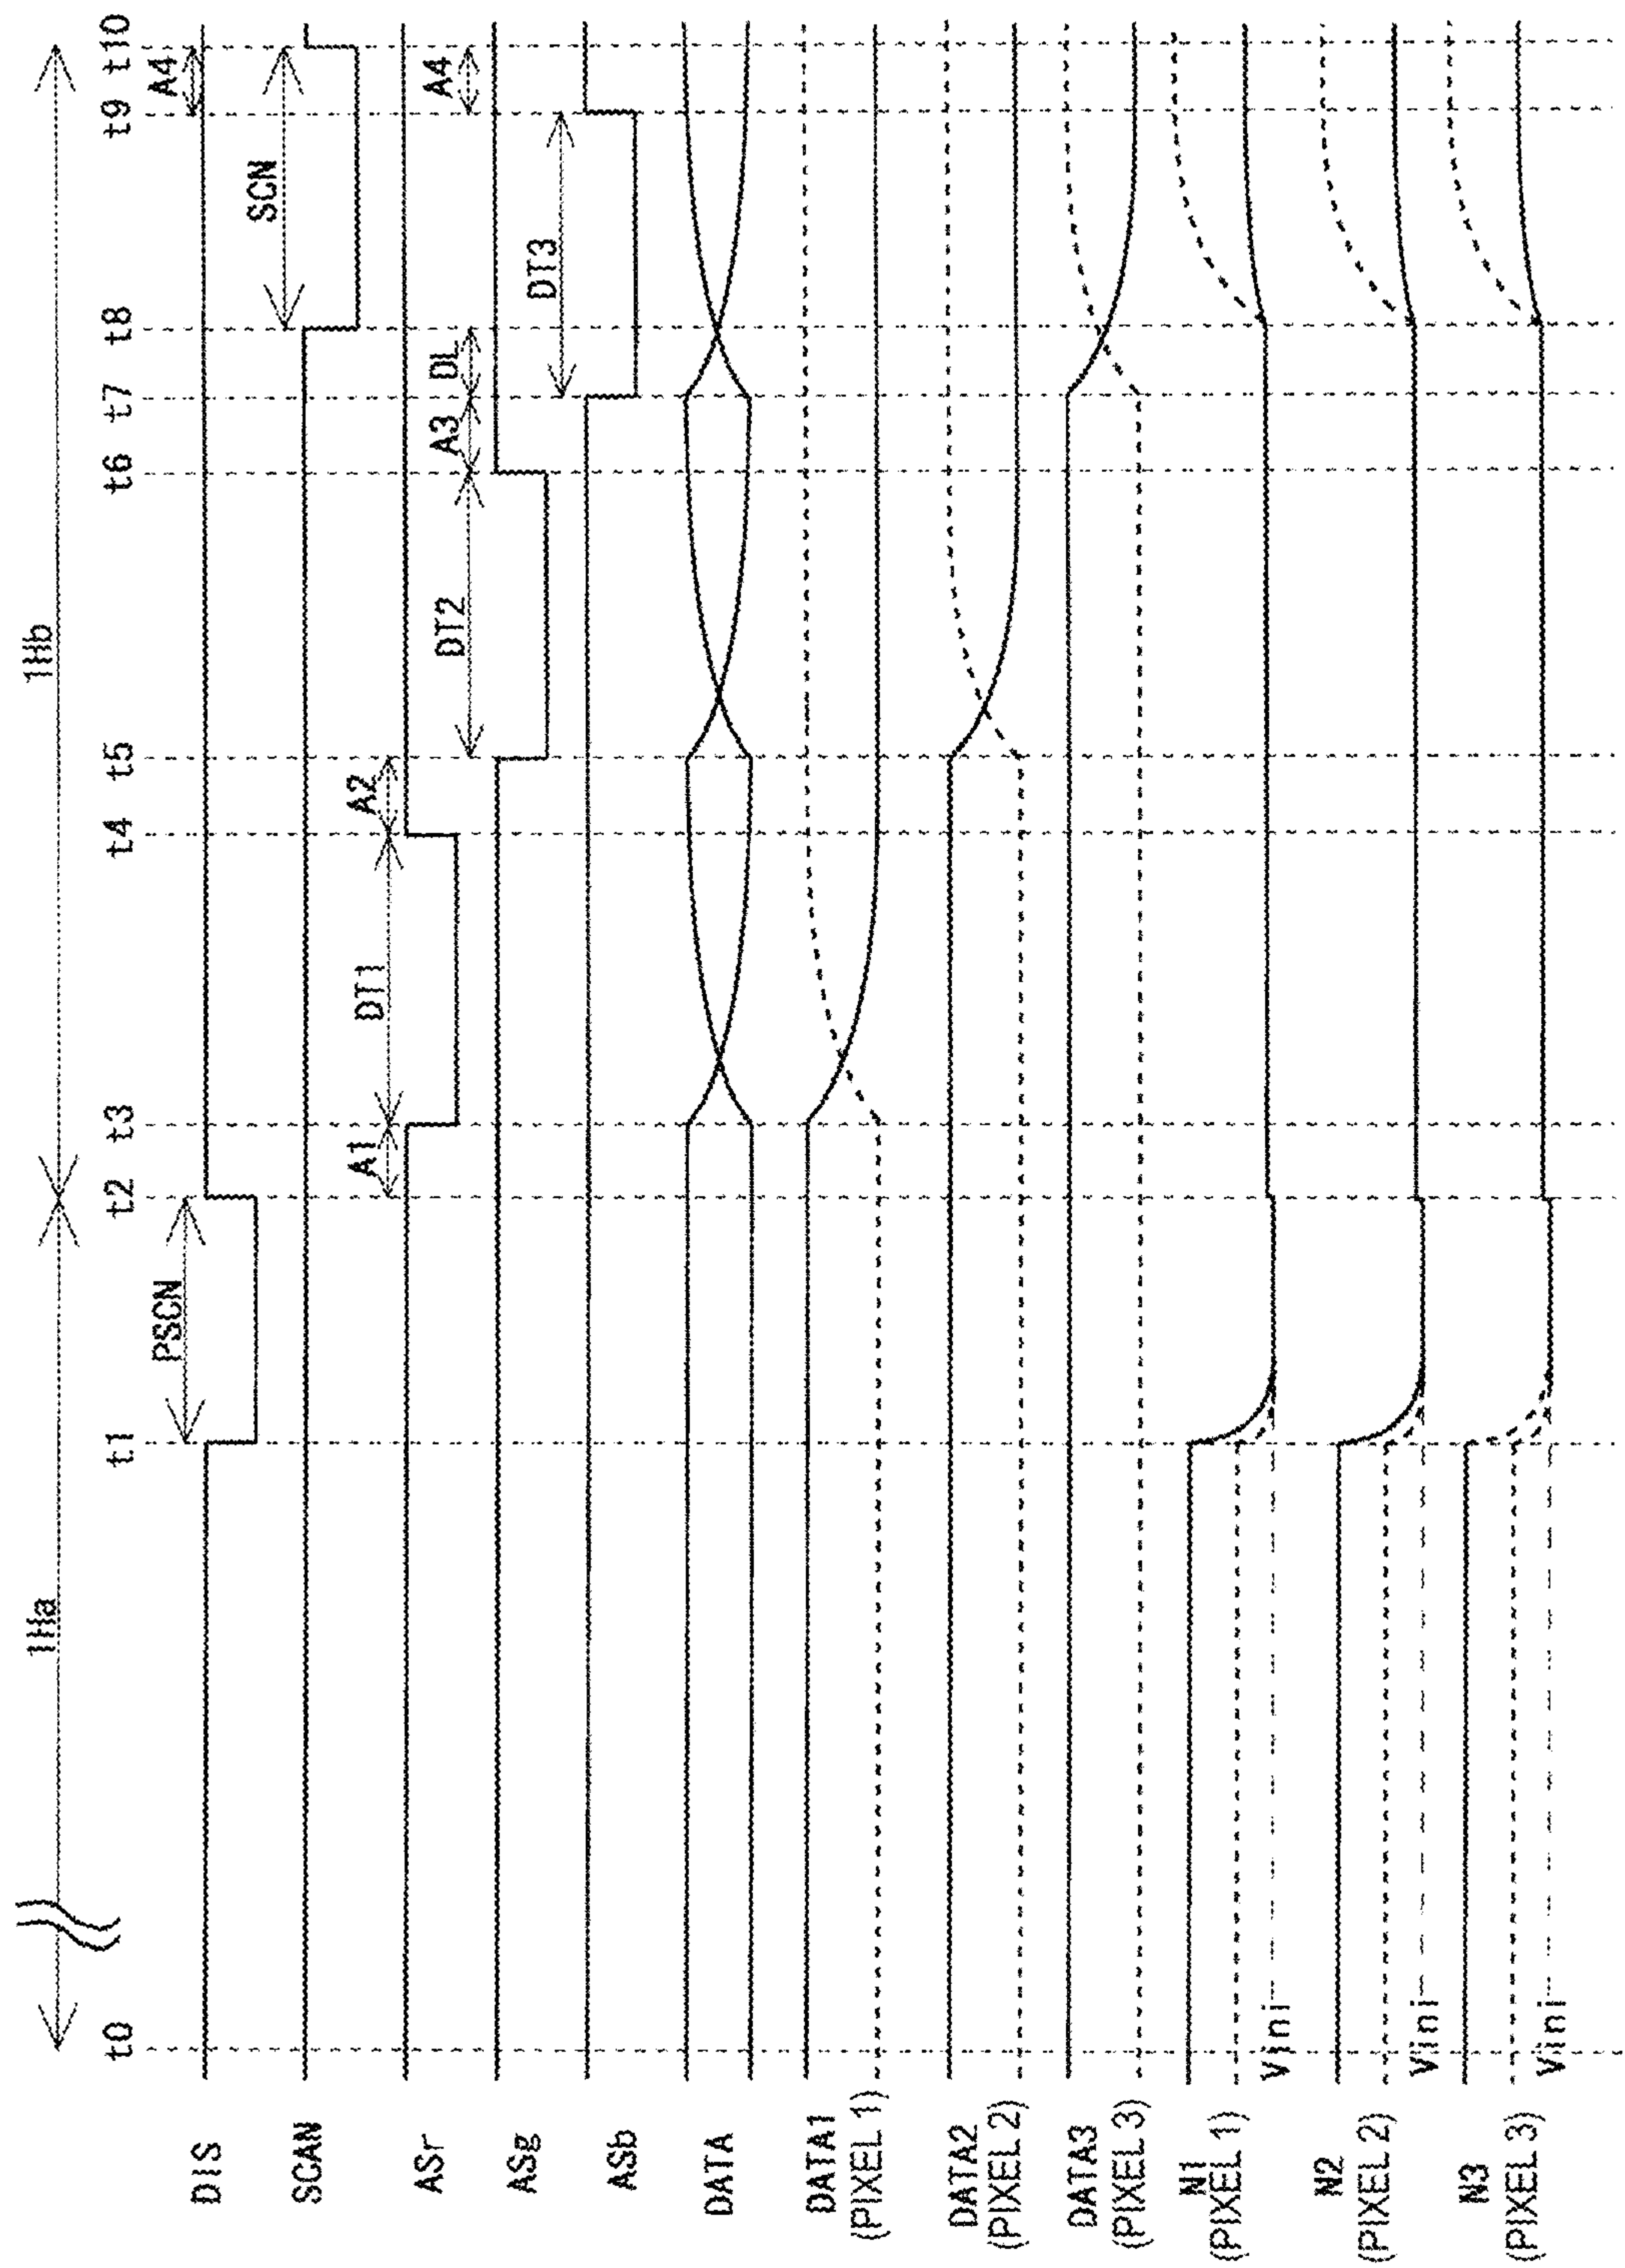 1Ha
1Hb
t0
t1
t2
t3
t4
t5
t6
t7
t8
t9
t10
DIS
PSCN
A4
SCAN
SCN
ASr
A1
DT1
A2
ASg
DT2
A3
DL
A4
ASb
DT3
DATA
DATA1
(PIXEL 1)
DATA2
(PIXEL 2)
DATA3
(PIXEL 3)
N1
(PIXEL 1)
Vini
N2
(PIXEL 2)
Vini
N3
(PIXEL 3)
Vini